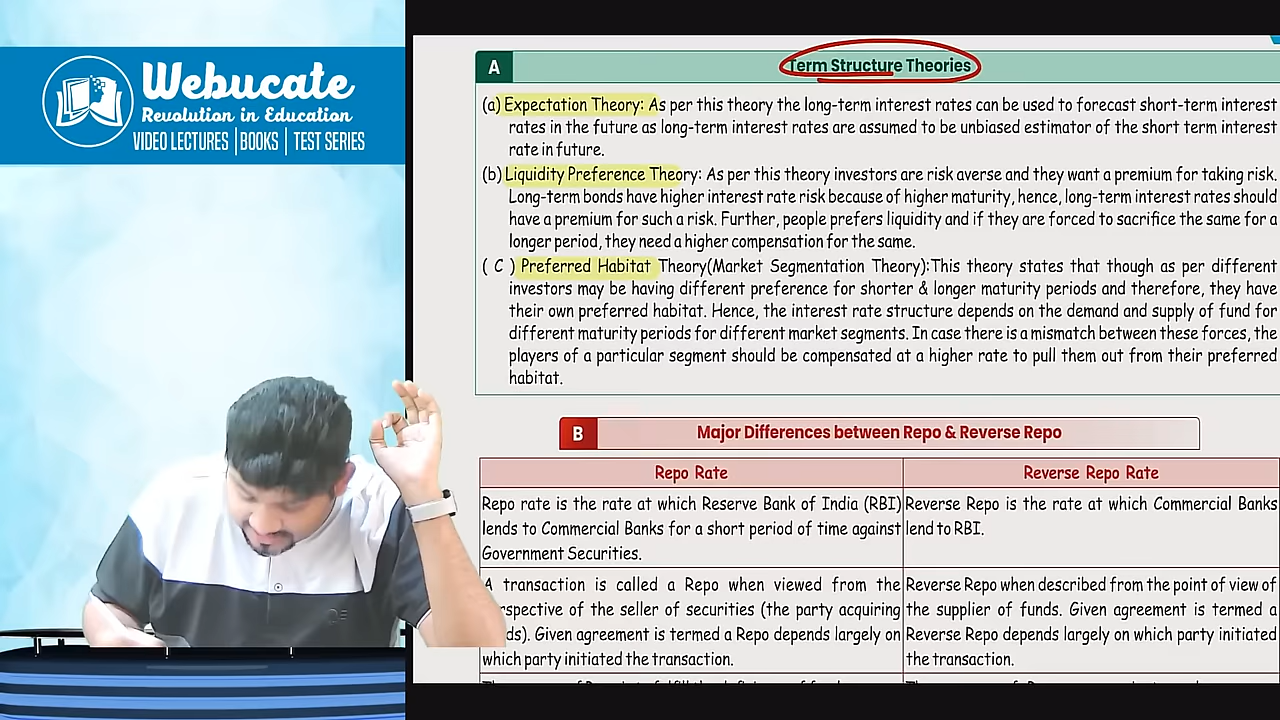 Webucate
Revolution in Education
VIDEO LECTURES | BOOKS | TEST SERIES
A
Term Structure Theories
(a) Expectation Theory: As per this theory the long-term interest rates can be used to forecast short-term interest
rates in the future as long-term interest rates are assumed to be unbiased estimator of the short term interest
rate in future.
(b) Liquidity Preference Theory: As per this theory investors are risk averse and they want a premium for taking risk.
Long-term bonds have higher interest rate risk because of higher maturity, hence, long-term interest rates should
have a premium for such a risk. Further, people prefers liquidity and if they are forced to sacrifice the same for a
longer period, they need a higher compensation for the same.
( C ) Preferred Habitat Theory(Market Segmentation Theory):This theory states that though as per different
investors may be having different preference for shorter & longer maturity periods and therefore, they have
their own preferred habitat. Hence, the interest rate structure depends on the demand and supply of fund for
different maturity periods for different market segments. In case there is a mismatch between these forces, the
players of a particular segment should be compensated at a higher rate to pull them out from their preferred
habitat.
B
Major Differences between Repo & Reverse Repo
Repo Rate
Reverse Repo Rate
Repo rate is the rate at which Reserve Bank of India (RBI)
lends to Commercial Banks for a short period of time against
Government Securities.
Reverse Repo is the rate at which Commercial Banks
lend to RBI.
A transaction is called a Repo when viewed from the
of the seller of securities (the party acquiring
Given agreement is termed a Repo depends largely on
which party initiated the transaction.
Reverse Repo when described from the point of view of
the supplier of funds. Given agreement is termed a
Reverse Repo depends largely on which party initiated
the transaction.